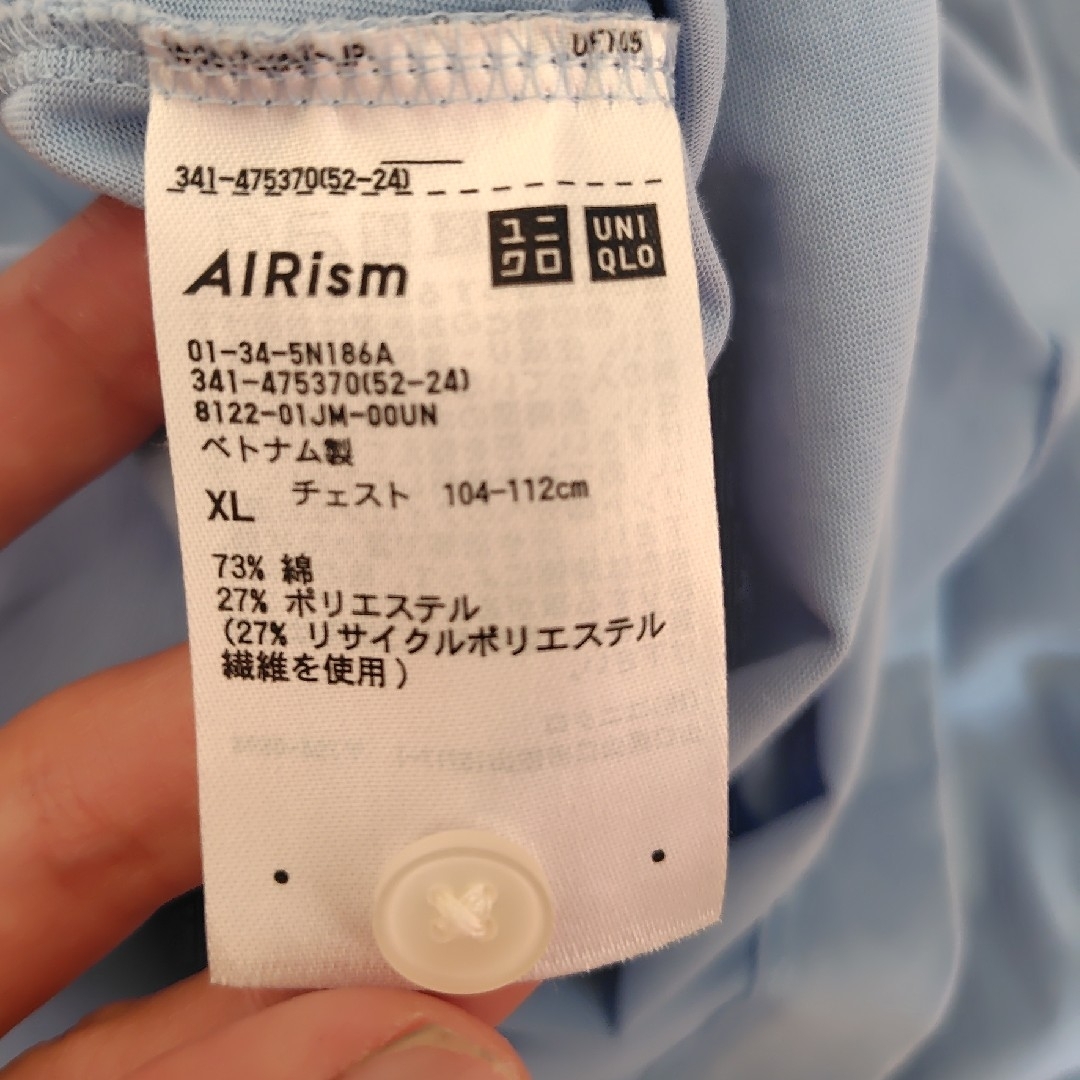 341-475370(52-24)
AIRism
ユニクロ
UNIQLO
01-34-5N186A
341-475370(52-24)
8122-01JM-00UN
ベトナム製
XL チェスト 104-112cm
73% 綿
27% ポリエステル
(27% リサイクルポリエステル
繊維を使用)